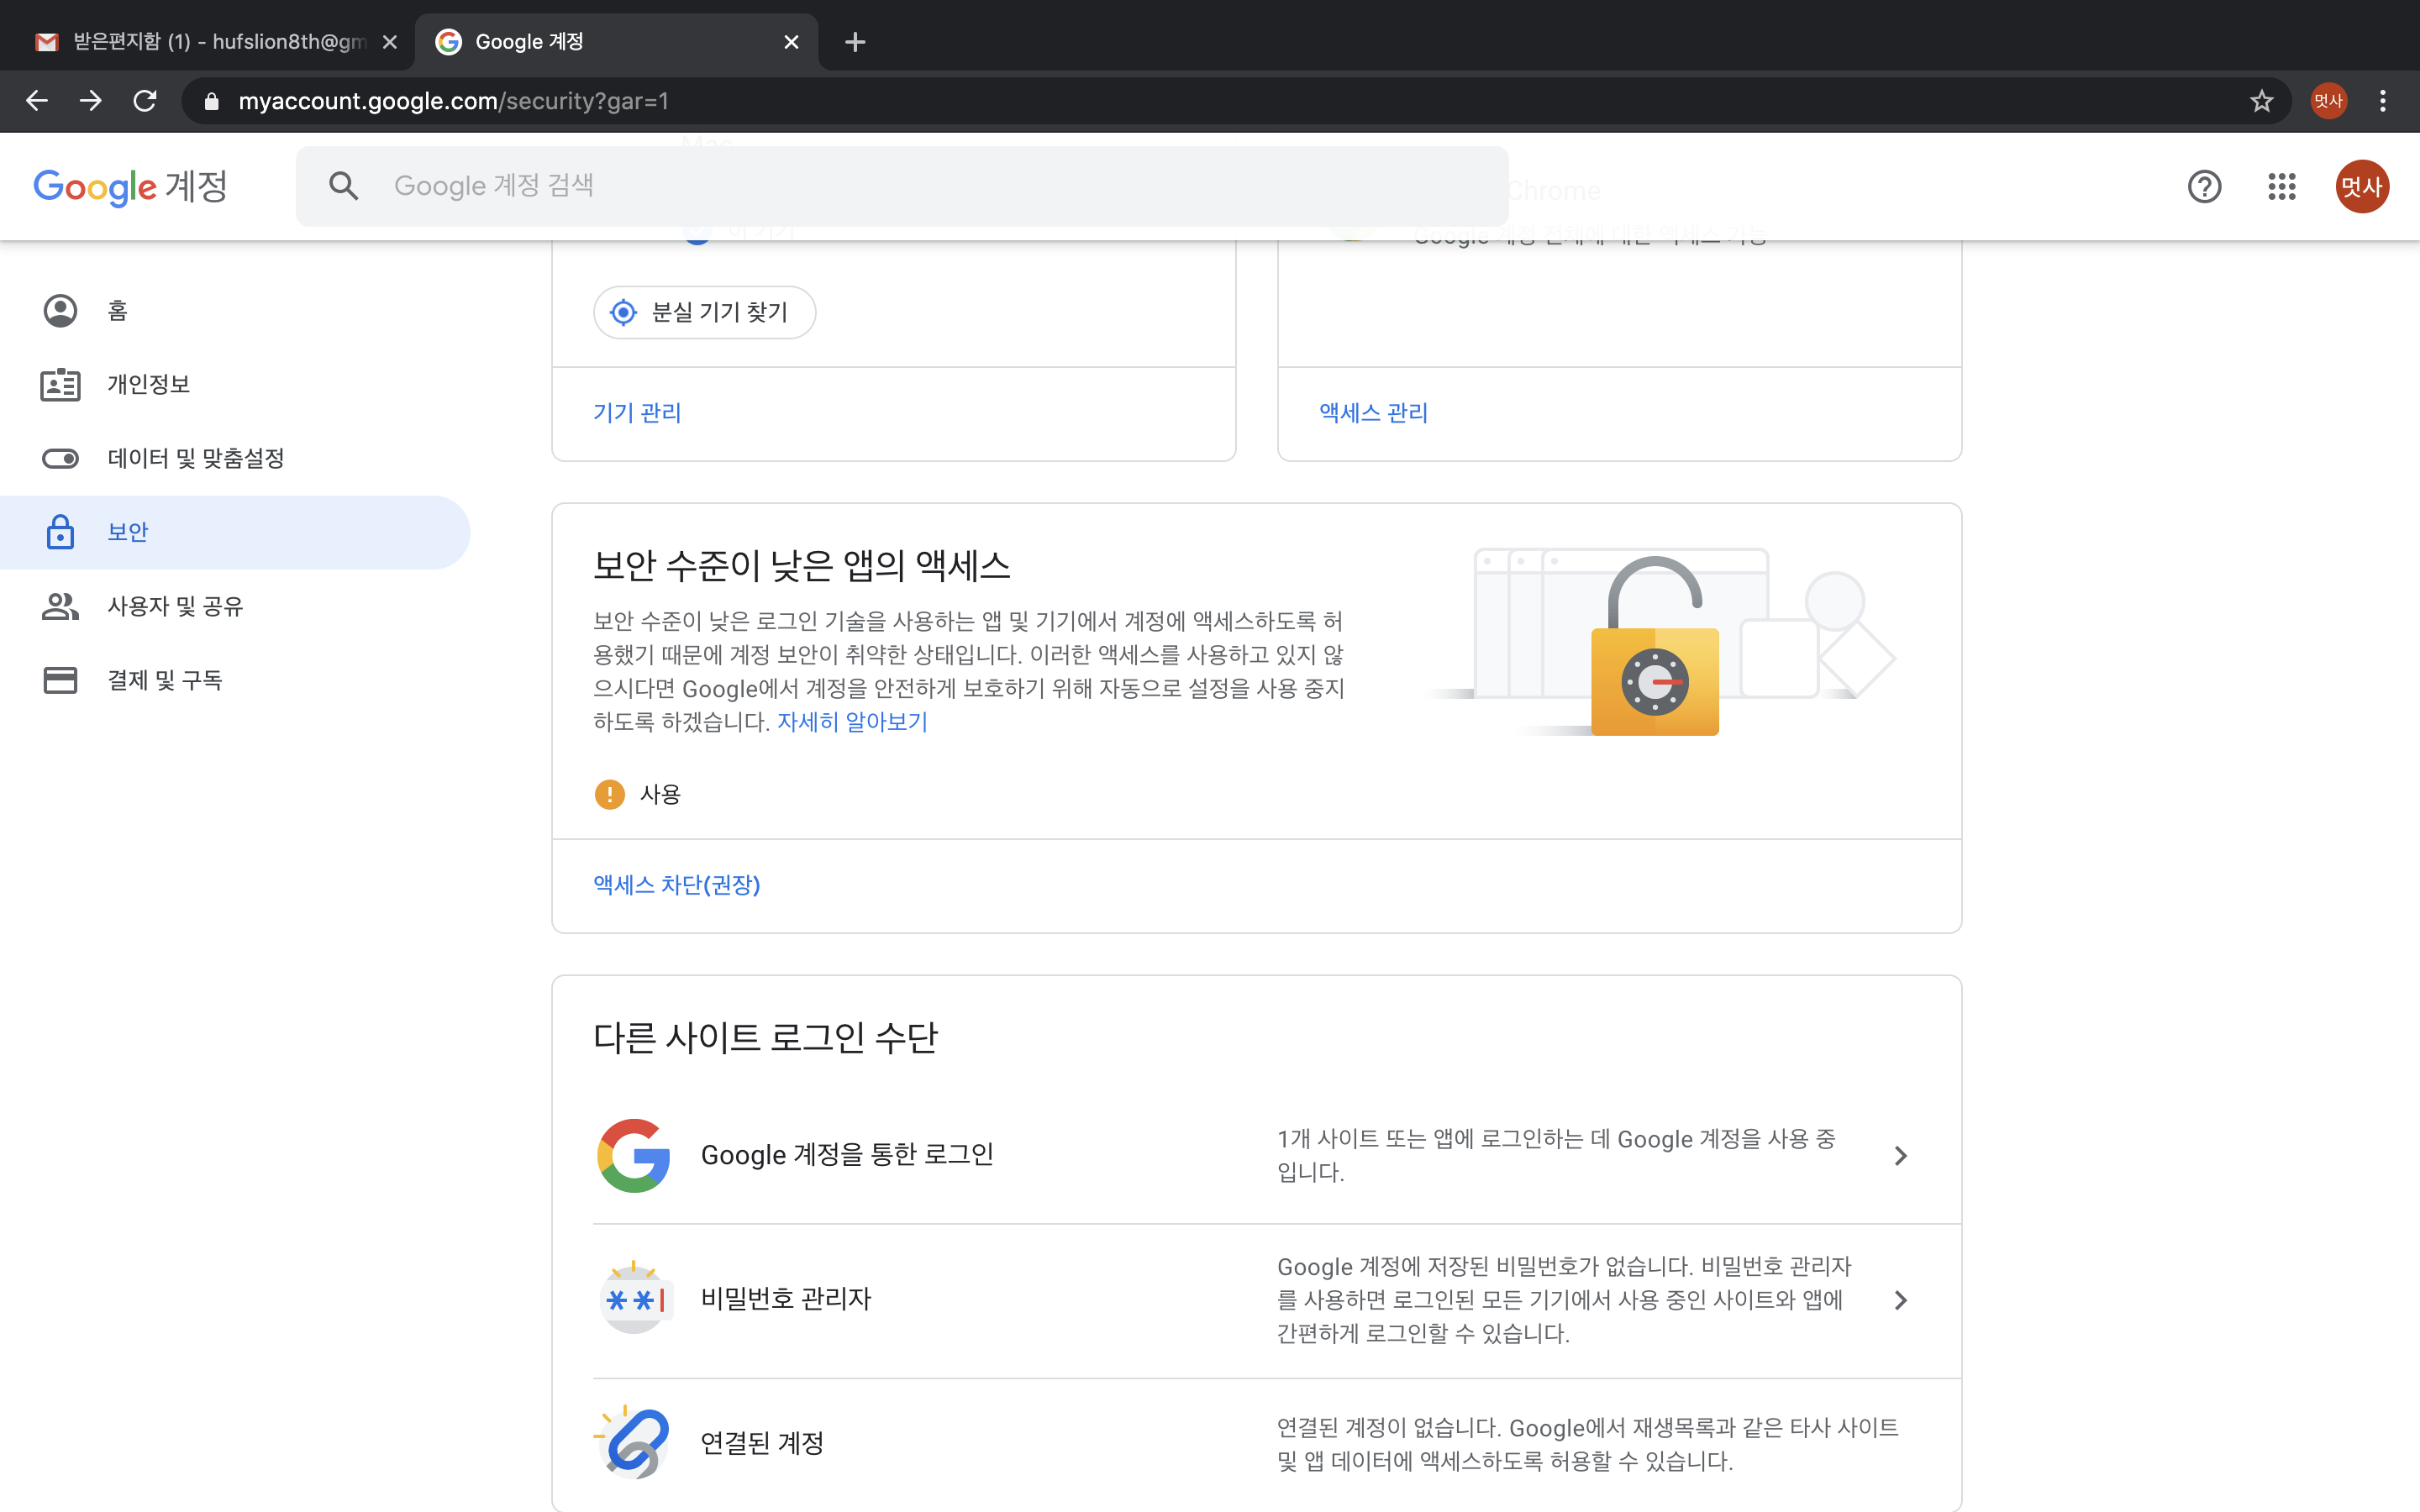 받은편지함 (1) - hufslion8th@gm
Google 계정
myaccount.google.com/security?gar=1
멋사
Google 계정
Google 계정 검색
멋사
Mac
이 기기
Chrome
Google 계정 전체에 대한 액세스 가능
홈
개인정보
데이터 및 맞춤설정
보안
사용자 및 공유
결제 및 구독
분실 기기 찾기
기기 관리
액세스 관리
보안 수준이 낮은 앱의 액세스
보안 수준이 낮은 로그인 기술을 사용하는 앱 및 기기에서 계정에 액세스하도록 허
용했기 때문에 계정 보안이 취약한 상태입니다. 이러한 액세스를 사용하고 있지 않
으시다면 Google에서 계정을 안전하게 보호하기 위해 자동으로 설정을 사용 중지
하도록 하겠습니다. 자세히 알아보기
사용
액세스 차단(권장)
다른 사이트 로그인 수단
Google 계정을 통한 로그인
1개 사이트 또는 앱에 로그인하는 데 Google 계정을 사용 중
입니다.
비밀번호 관리자
Google 계정에 저장된 비밀번호가 없습니다. 비밀번호 관리자
를 사용하면 로그인된 모든 기기에서 사용 중인 사이트와 앱에
간편하게 로그인할 수 있습니다.
연결된 계정
연결된 계정이 없습니다. Google에서 재생목록과 같은 타사 사이트
및 앱 데이터에 액세스하도록 허용할 수 있습니다.